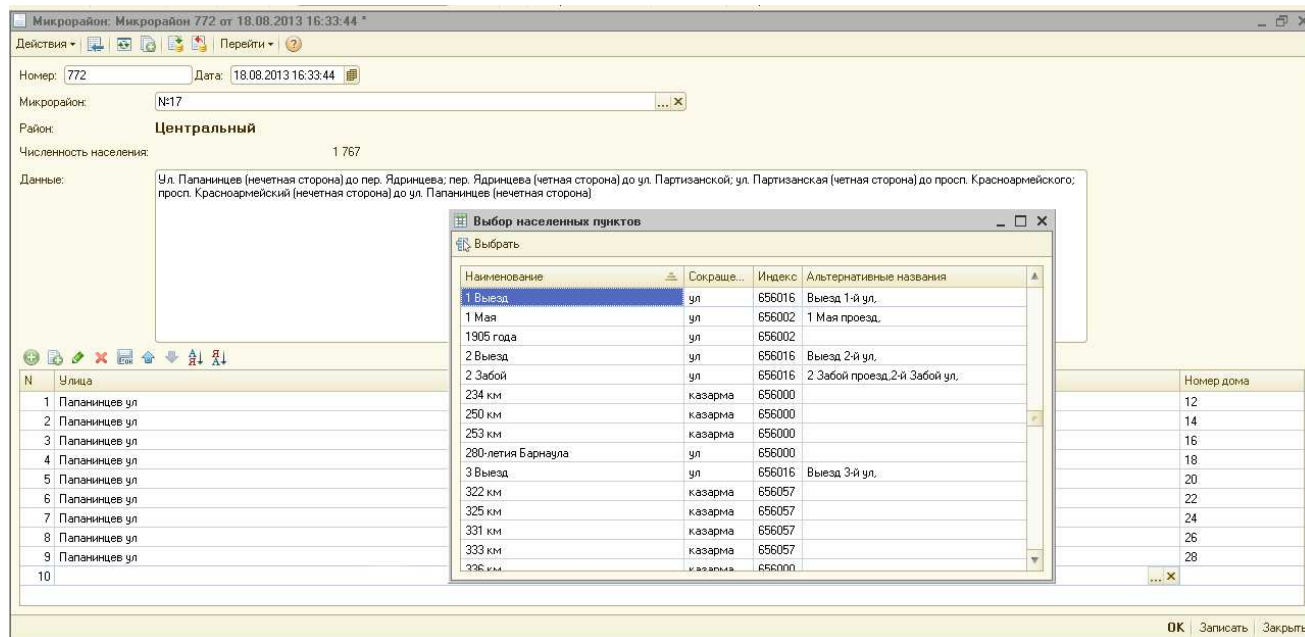 Микрорайон: Микрорайон 772 от 18.08.2013 16:33:44 *
Действия Перейти
Номер: 772 Дата: 18.08.2013 16:33:44
Микрорайон: №17 ...
Район: Центральный
Численность населения: 1 767
Данные: Ул. Папанинцев (нечетная сторона) до пер. Ядринцева; пер. Ядринцева (четная сторона) до ул. Партизанской; ул. Партизанская (четная сторона) до просп. Красноармейского;
просп. Красноармейский (нечетная сторона) до ул. Папанинцев (нечетная сторона)
Выбор населенных пунктов
Выбрать
Наименование Сокраще... Индекс Альтернативные названия
1 Выезд ул 656016 Выезд 1-й ул,
1 Мая ул 656002 1 Мая проезд,
1905 года ул 656002
2 Выезд ул 656016 Выезд 2-й ул,
2 Забой ул 656016 2 Забой проезд,2-й Забой ул,
234 км казарма 656000
250 км казарма 656000
253 км казарма 656000
280-летия Барнаула ул 656000
3 Выезд ул 656016 Выезд 3-й ул,
322 км казарма 656057
325 км казарма 656057
331 км казарма 656057
333 км казарма 656057
336 км казарма 656000
N Улица Номер дома
1 Папанинцев ул 12
2 Папанинцев ул 14
3 Папанинцев ул 16
4 Папанинцев ул 18
5 Папанинцев ул 20
6 Папанинцев ул 22
7 Папанинцев ул 24
8 Папанинцев ул 26
9 Папанинцев ул 28
10 ...
OK Записать Закрыть